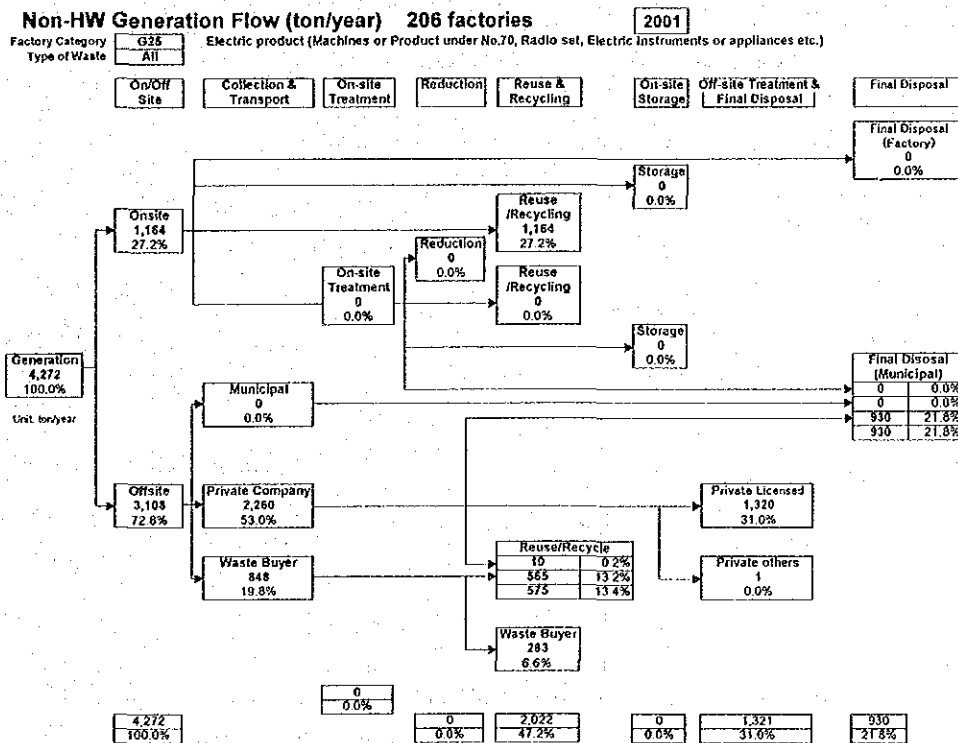 Non-HW Generation Flow (ton/year) 206 factories 2001
Factory Category G25 Electric product (Machines or Product under No.70, Radio set, Electric Instruments or appliances etc.)
Type of Waste All
On/Off Site
Collection & Transport
On-site Treatment
Reduction
Reuse & Recycling
On-site Storage
Off-site Treatment & Final Disposal
Final Disposal
Final Disposal
(Factory)
0
0.0%
Storage
0
0.0%
Onsite
1,164
27.2%
Reuse
/Recycling
1,164
27.2%
Reduction
0
0.0%
On-site
Treatment
0
0.0%
Reuse
/Recycling
0
0.0%
Storage
0
0.0%
Generation
4,272
100.0%
Unit: ton/year
Municipal
0
0.0%
Final Disosal
(Municipal)
0 0.0%
0 0.0%
930 21.8%
930 21.8%
Offsite
3,108
72.8%
Private Company
2,260
53.0%
Private Licensed
1,320
31.0%
Waste Buyer
848
19.8%
Reuse/Recycle
10 0.2%
565 13.2%
575 13.4%
Private others
1
0.0%
Waste Buyer
283
6.6%
0
0.0%
4,272
100.0%
0
0.0%
2,022
47.2%
0
0.0%
1,321
31.0%
930
21.8%